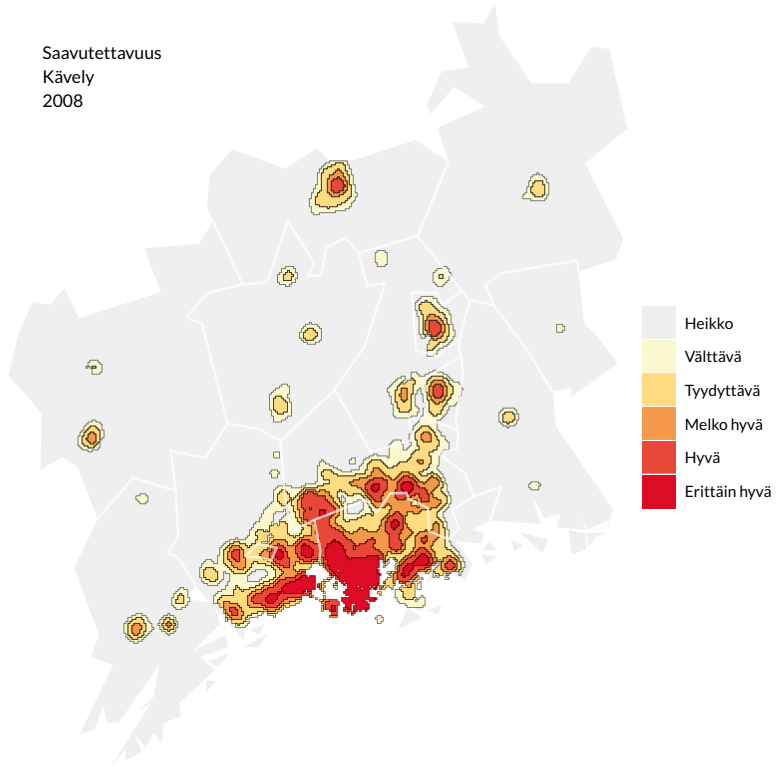 Saavutettavuus
Kävely
2008
Heikko
Välttävä
Tyydyttävä
Melko hyvä
Hyvä
Erittäin hyvä